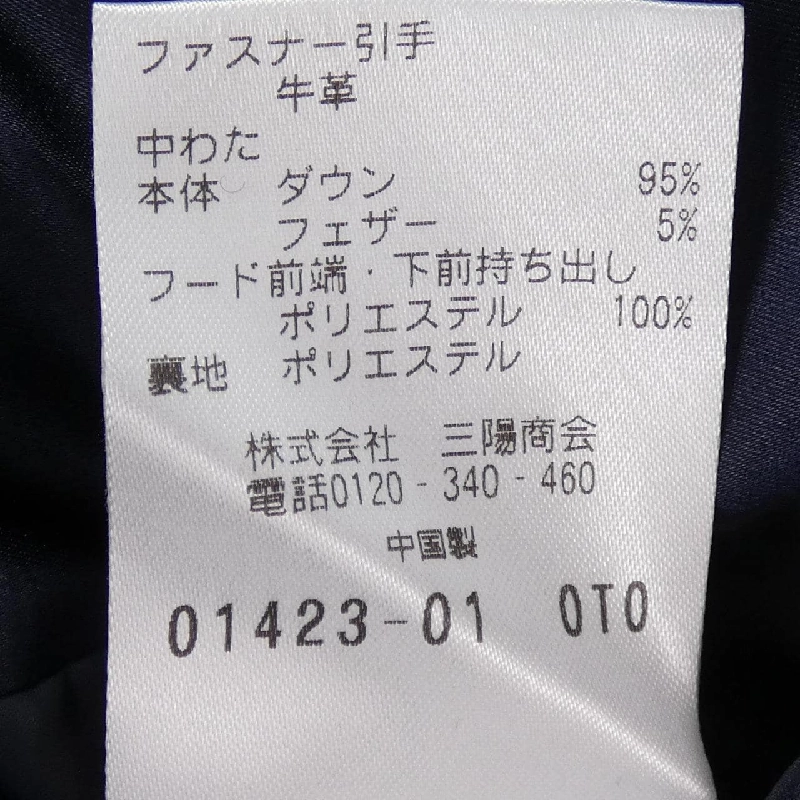 ファスナー引手
牛革
中わた
本体 ダウン 95%
フェザー 5%
フード前端・下前持ち出し
ポリエステル 100%
裏地 ポリエステル
株式会社 三陽商会
電話0120-340-460
中国製
01423-01 0T0